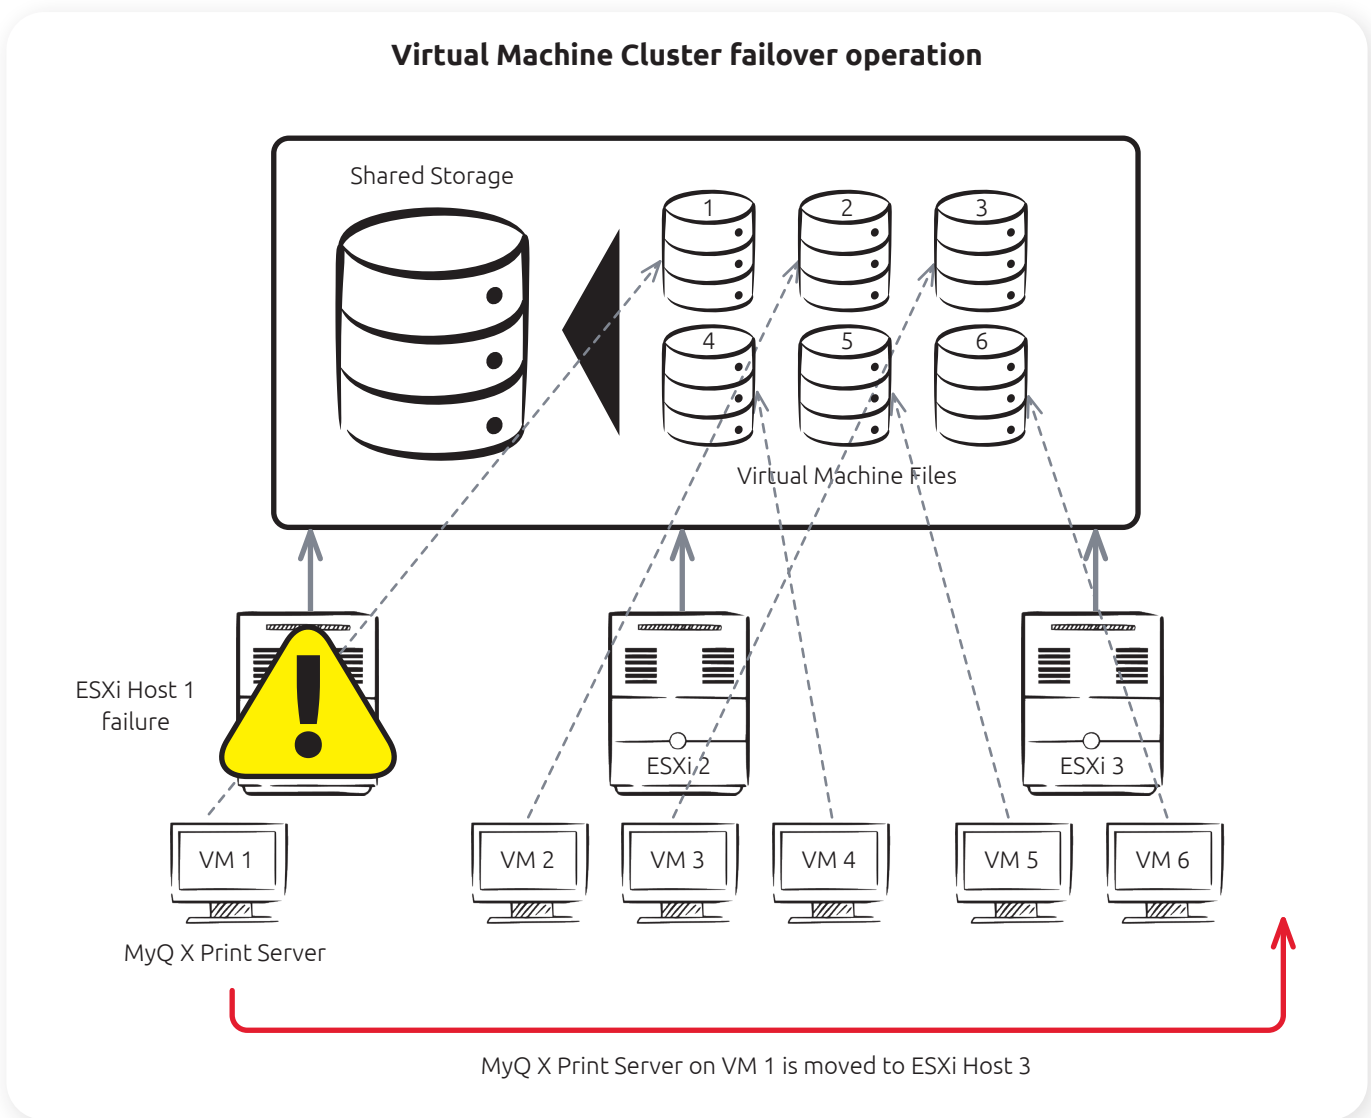 Virtual Machine Cluster failover operation
Shared Storage
1
2
3
4
5
6
Virtual Machine Files
ESXi Host 1
failure
ESXi 2
ESXi 3
VM 1
VM 2
VM 3
VM 4
VM 5
VM 6
MyQ X Print Server
MyQ X Print Server on VM 1 is moved to ESXi Host 3